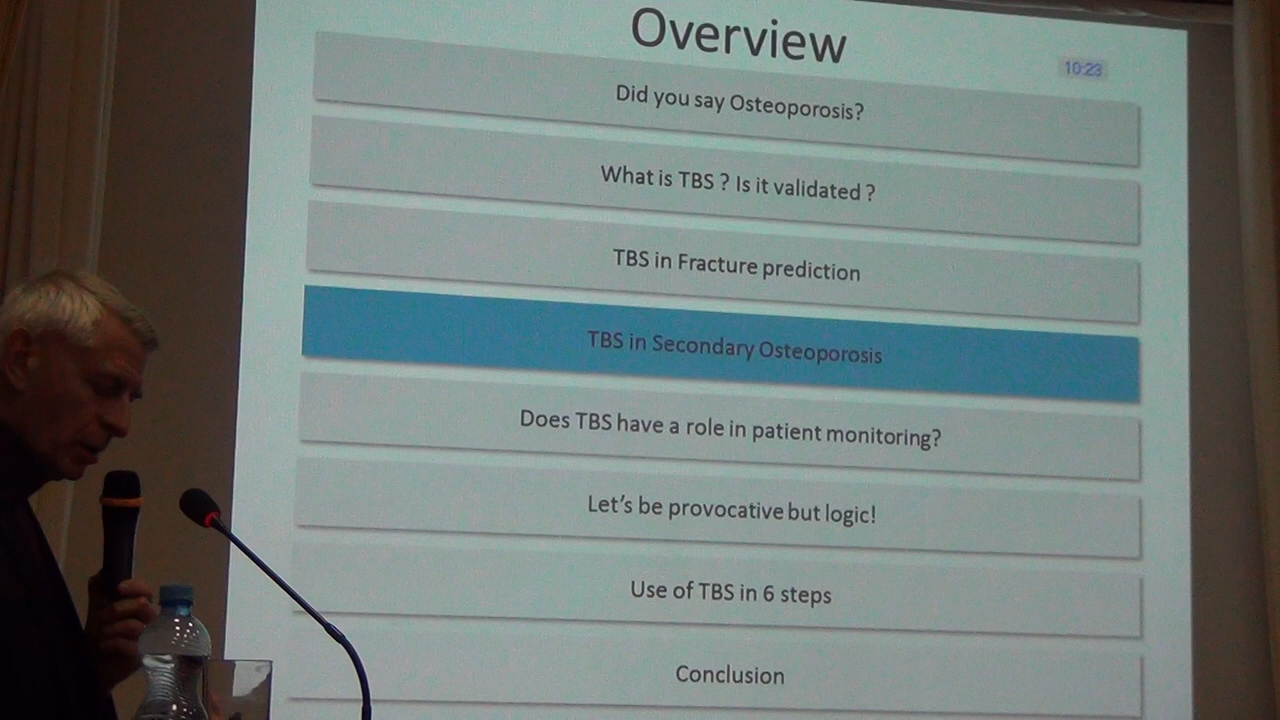 Overview
10:23
Did you say Osteoporosis?
What is TBS ? Is it validated ?
TBS in Fracture prediction
TBS in Secondary Osteoporosis
Does TBS have a role in patient monitoring?
Let's be provocative but logic!
Use of TBS in 6 steps
Conclusion